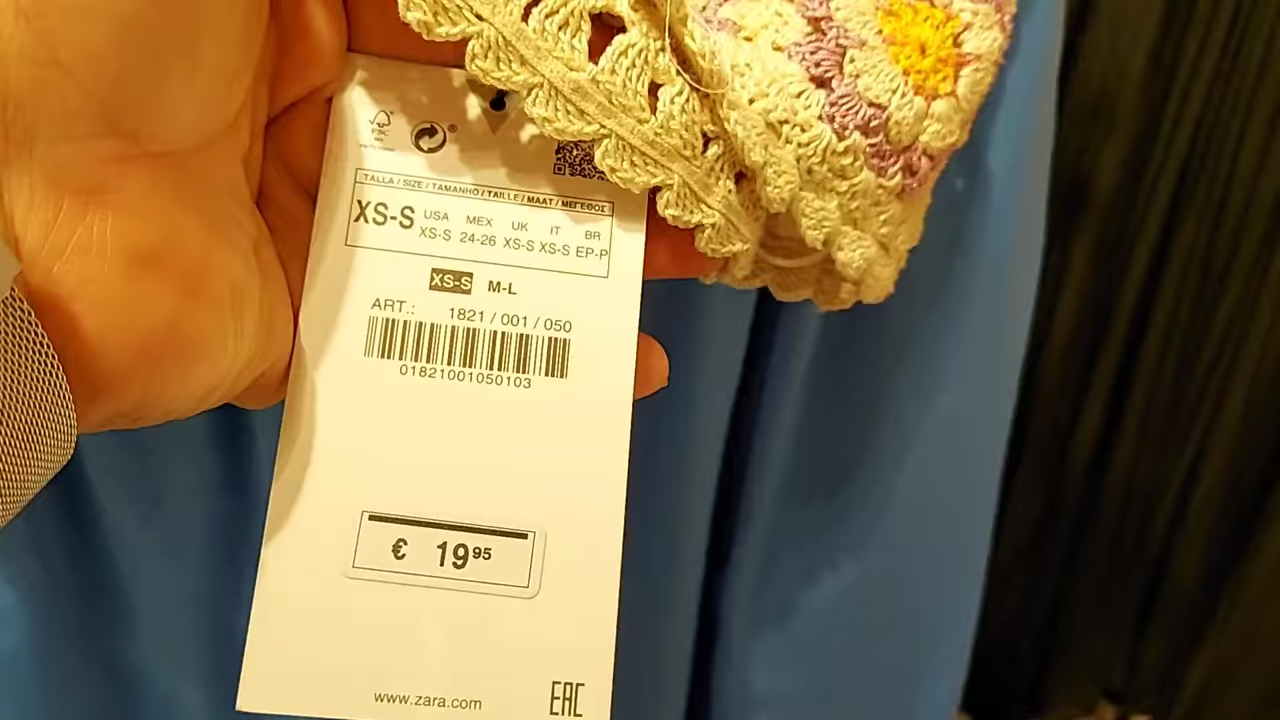 FSC
®
TALLA / SIZE / TAMANHO / TAILLE / MAAT / ΜΕΓΕΘΟΣ
XS-S USA MEX UK IT BR
XS-S 24-26 XS-S XS-S EP-P
XS-S M-L
ART.: 1821 / 001 / 050
01821001050103
€ 19 95
www.zara.com EAC